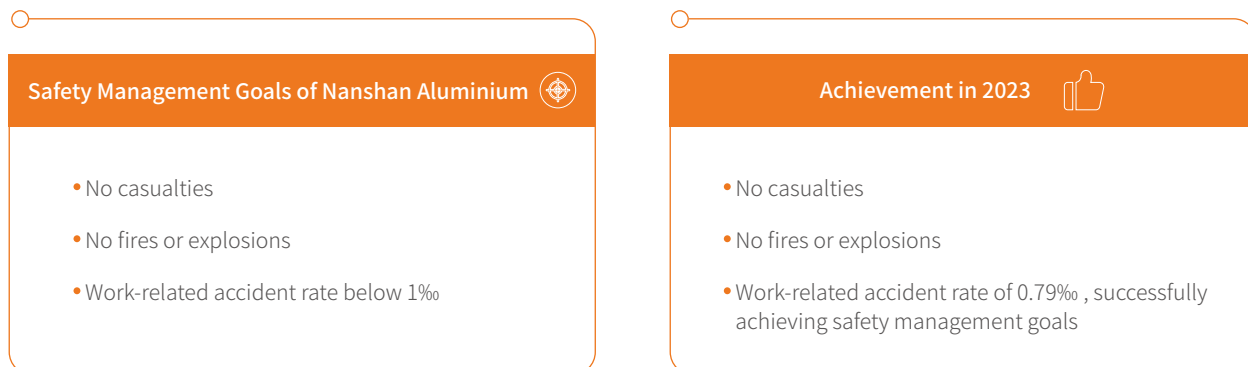 Safety Management Goals of Nanshan Aluminium
• No casualties
• No fires or explosions
• Work-related accident rate below 1‰
Achievement in 2023
• No casualties
• No fires or explosions
• Work-related accident rate of 0.79‰ , successfully
achieving safety management goals